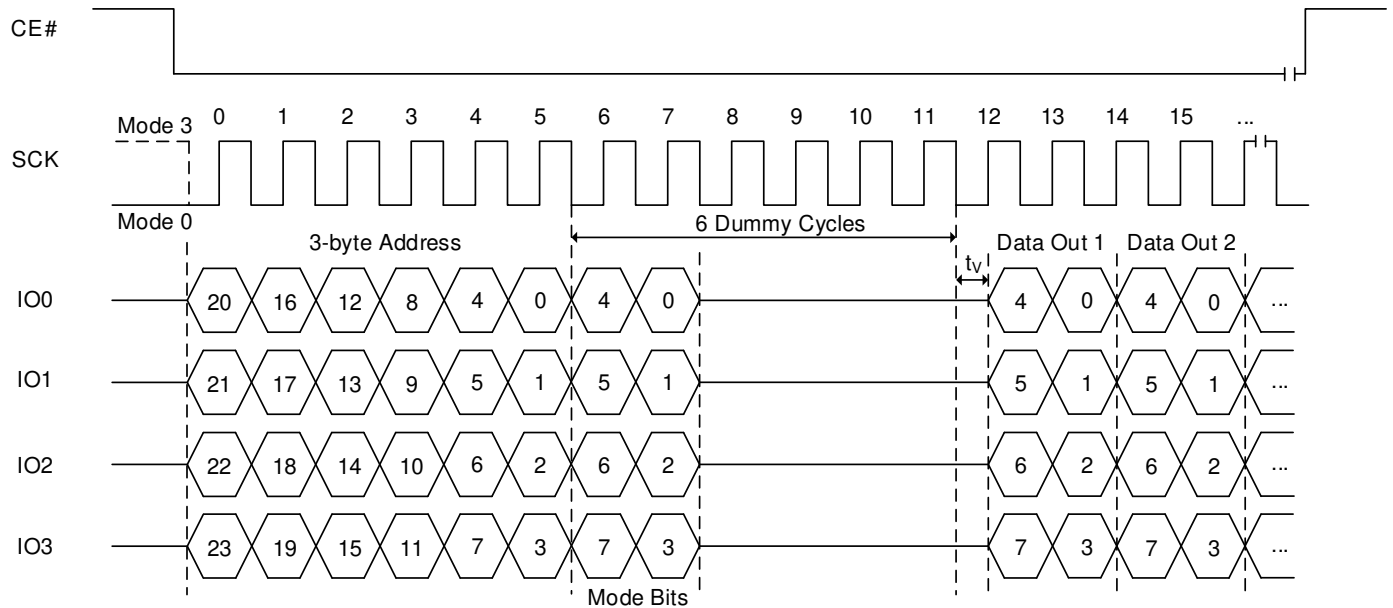 CE#
Mode 3 0 1 2 3 4 5 6 7 8 9 10 11 12 13 14 15 ...
SCK
Mode 0
6 Dummy Cycles
3-byte Address Data Out 1 Data Out 2
tV
IO0 20 16 12 8 4 0 4 0 4 0 4 0 ...
IO1 21 17 13 9 5 1 5 1 5 1 5 1 ...
IO2 22 18 14 10 6 2 6 2 6 2 6 2 ...
IO3 23 19 15 11 7 3 7 3 7 3 7 3 ...
Mode Bits